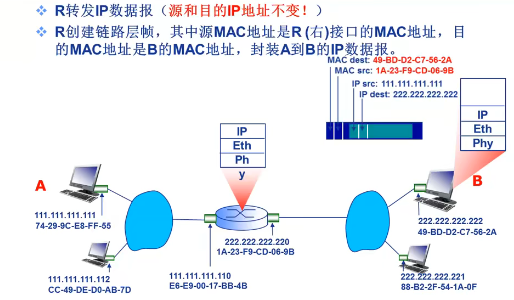 R转发IP数据报（源和目的IP地址不变！）
R创建链路层帧，其中源MAC地址是R (右)接口的MAC地址，目
的MAC地址是B的MAC地址，封装A到B的IP数据报。
MAC dest: 49-BD-D2-C7-56-2A
MAC src: 1A-23-F9-CD-06-9B
IP src: 111.111.111.111
IP dest: 222.222.222.222
IP
Eth
Phy
IP
Eth
Ph
y
A
B
111.111.111.111
74-29-9C-E8-FF-55
222.222.222.222
49-BD-D2-C7-56-2A
222.222.222.220
1A-23-F9-CD-06-9B
111.111.111.112
CC-49-DE-D0-AB-7D
111.111.111.110
E6-E9-00-17-BB-4B
222.222.222.221
88-B2-2F-54-1A-0F